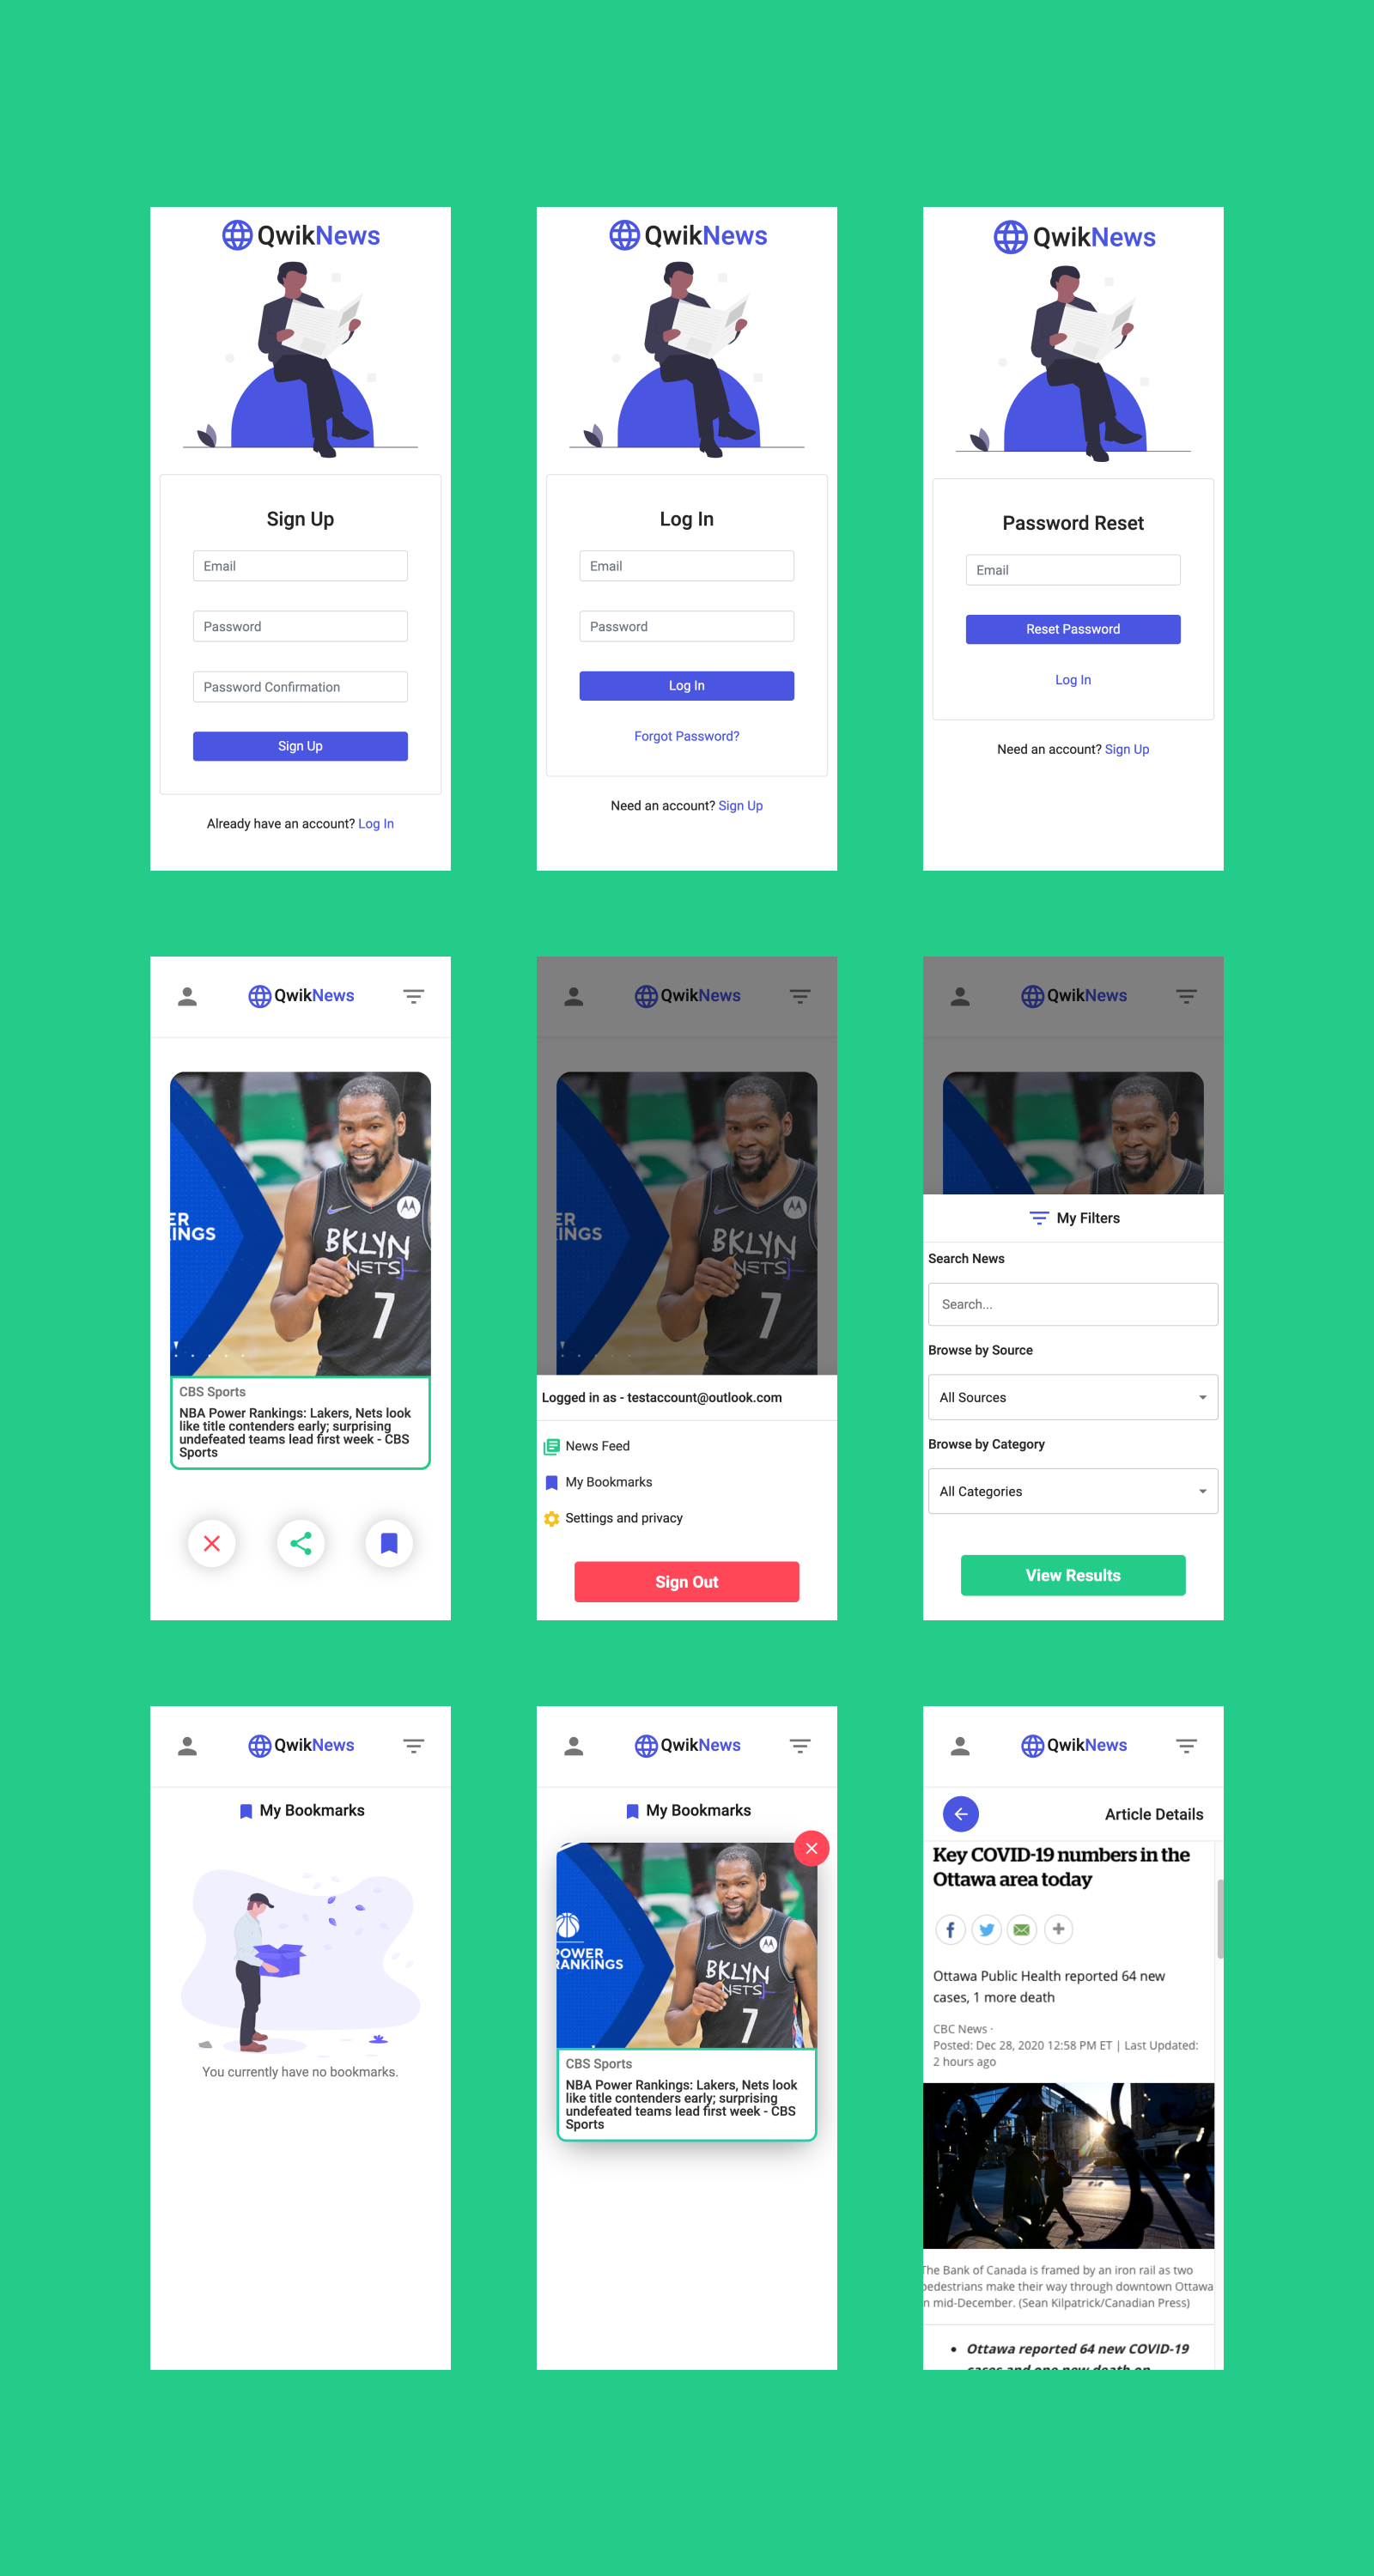 QwikNews
Sign Up
Email
Password
Password Confirmation
Sign Up
Already have an account? Log In
QwikNews
Log In
Email
Password
Log In
Forgot Password?
Need an account? Sign Up
QwikNews
Password Reset
Email
Reset Password
Log In
Need an account? Sign Up
QwikNews
ER
KINGS
BKLYN
NETS
7
CBS Sports
NBA Power Rankings: Lakers, Nets look
like title contenders early; surprising
undefeated teams lead first week - CBS
Sports
QwikNews
ER
INGS
BKLYN
NETS
7
Logged in as - testaccount@outlook.com
News Feed
My Bookmarks
Settings and privacy
Sign Out
QwikNews
My Filters
Search News
Search...
Browse by Source
All Sources
Browse by Category
All Categories
View Results
QwikNews
My Bookmarks
You currently have no bookmarks.
QwikNews
My Bookmarks
POWER
RANKINGS
BKLYN
NETS
7
CBS Sports
NBA Power Rankings: Lakers, Nets look
like title contenders early; surprising
undefeated teams lead first week - CBS
Sports
QwikNews
Article Details
Key COVID-19 numbers in the
Ottawa area today
Ottawa Public Health reported 64 new
cases, 1 more death
CBC News ·
Posted: Dec 28, 2020 12:58 PM ET | Last Updated:
2 hours ago
The Bank of Canada is framed by an iron rail as two
pedestrians make their way through downtown Ottawa
in mid-December. (Sean Kilpatrick/Canadian Press)
• Ottawa reported 64 new COVID-19
cases and one new death on